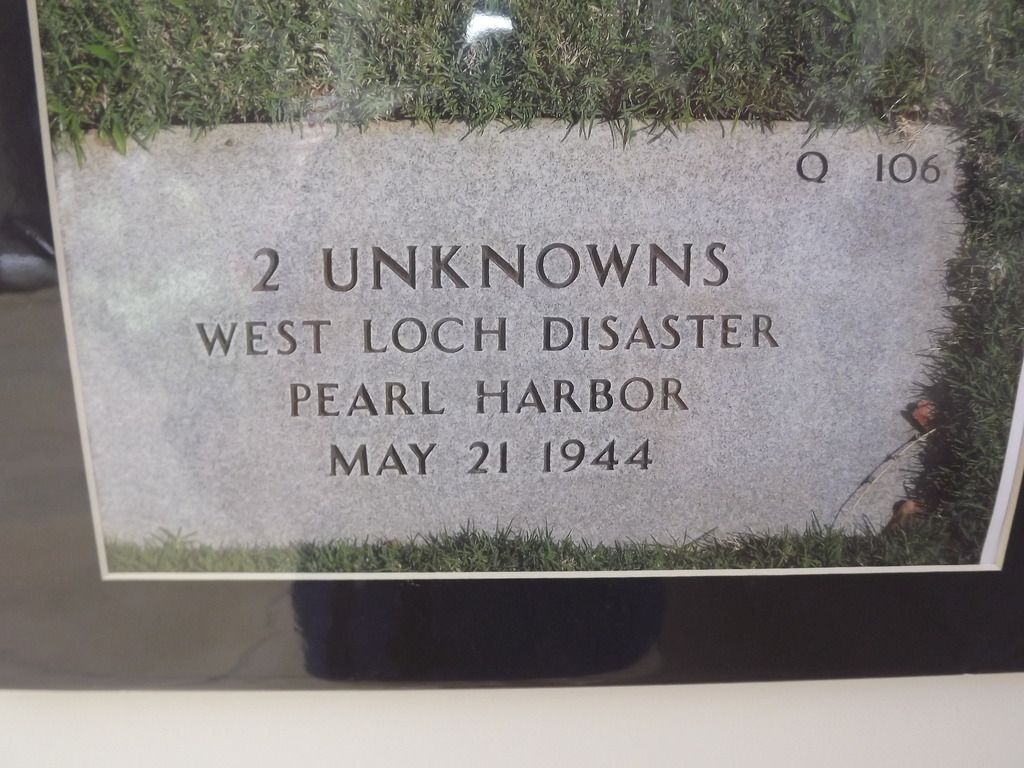 Q 106
2 UNKNOWNS
WEST LOCH DISASTER
PEARL HARBOR
MAY 21 1944